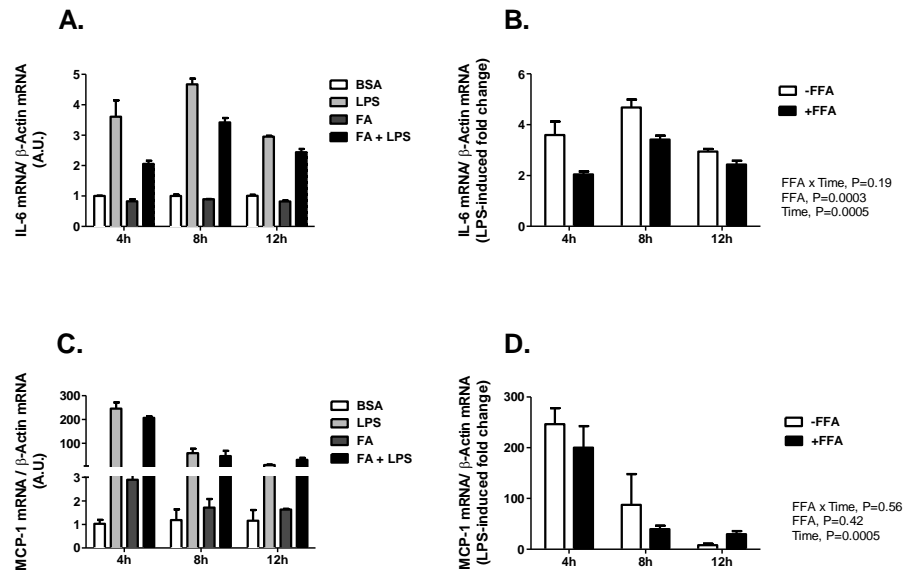 A.
IL-6 mRNA/ β-Actin mRNA
(A.U.)
5
4
3
2
1
0
4h
8h
12h
BSA
LPS
FA
FA + LPS
B.
IL-6 mRNA/ β-Actin mRNA
(LPS-induced fold change)
6
4
2
0
4h
8h
12h
-FFA
+FFA
FFA x Time, P=0.19
FFA, P=0.0003
Time, P=0.0005
C.
MCP-1 mRNA / β-Actin mRNA
(A.U.)
300
200
100
3
2
1
0
4h
8h
12h
BSA
LPS
FA
FA + LPS
D.
MCP-1 mRNA/ β-Actin mRNA
(LPS-induced fold change)
300
200
100
0
4h
8h
12h
-FFA
+FFA
FFA x Time, P=0.56
FFA, P=0.42
Time, P=0.0005